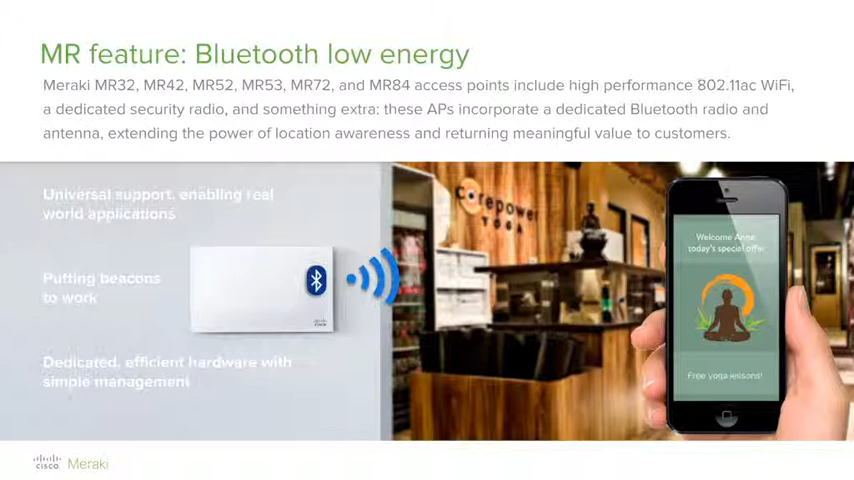 MR feature: Bluetooth low energy
Meraki MR32, MR42, MR52, MR53, MR72, and MR84 access points include high performance 802.11ac WiFi,
a dedicated security radio, and something extra: these APs incorporate a dedicated Bluetooth radio and
antenna, extending the power of location awareness and returning meaningful value to customers.
Universal support, enabling real
world applications
Putting beacons
to work
Dedicated, efficient hardware with
simple management
cisco
corepower
YOGA
Welcome Anne:
today's special offer
Free yoga lessons!
cisco Meraki